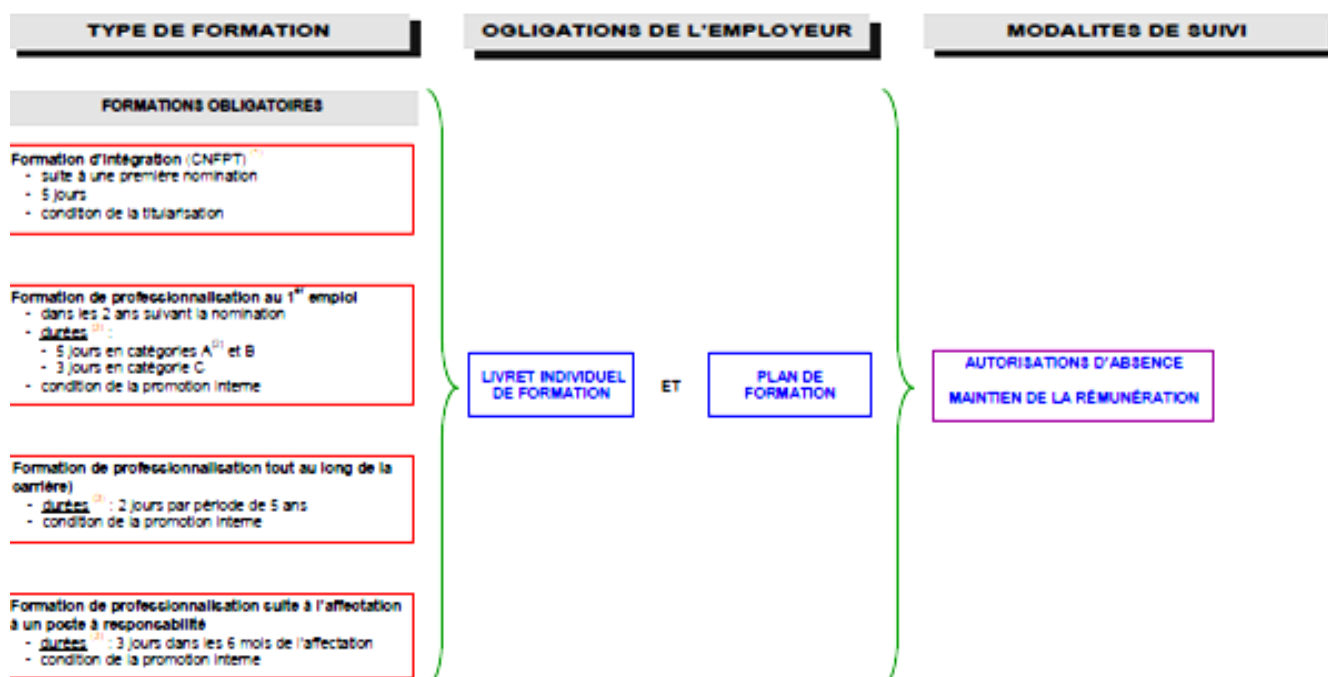 TYPE DE FORMATION
OGLIGATIONS DE L'EMPLOYEUR
MODALITES DE SUIVI
FORMATIONS OBLIGATOIRES
Formation d'intégration (CNFPT) (1)
- suite à une première nomination
- 5 jours
- condition de la titularisation
Formation de professionnalisation au 1er emploi
- dans les 2 ans suivant la nomination
- durées (2) :
- 5 jours en catégories A(3) et B
- 3 jours en catégorie C
- condition de la promotion interne
Formation de professionnalisation tout au long de la
carrière)
- durées (2) : 2 jours par période de 5 ans
- condition de la promotion interne
Formation de professionnalisation suite à l'affectation
à un poste à responsabilité
- durées (2) : 3 jours dans les 6 mois de l'affectation
- condition de la promotion interne
LIVRET INDIVIDUEL
DE FORMATION
ET
PLAN DE
FORMATION
AUTORISATIONS D'ABSENCE
MAINTIEN DE LA RÉMUNÉRATION